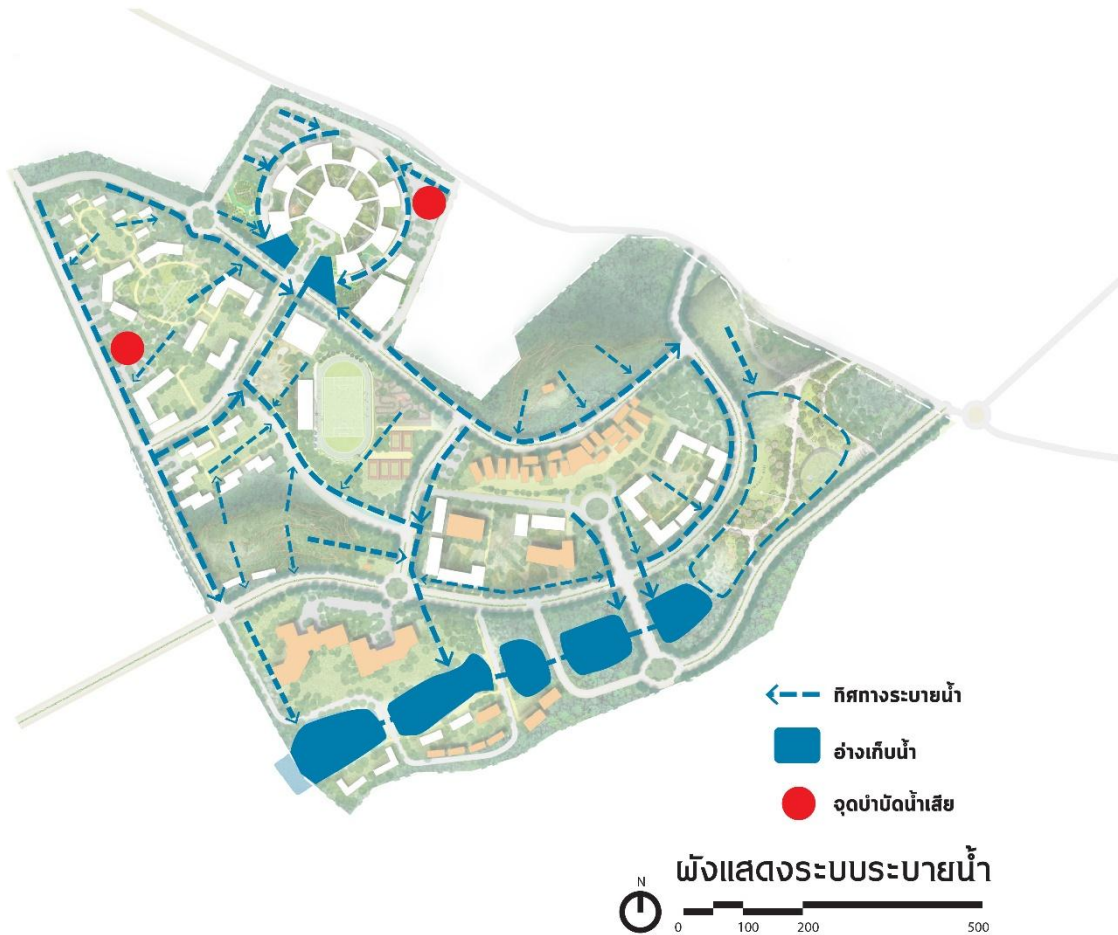 ทิศทางระบายน้ำ
อ่างเก็บน้ำ
จุดบำบัดน้ำเสีย
ผังแสดงระบบระบายน้ำ
N
0 100 200 500